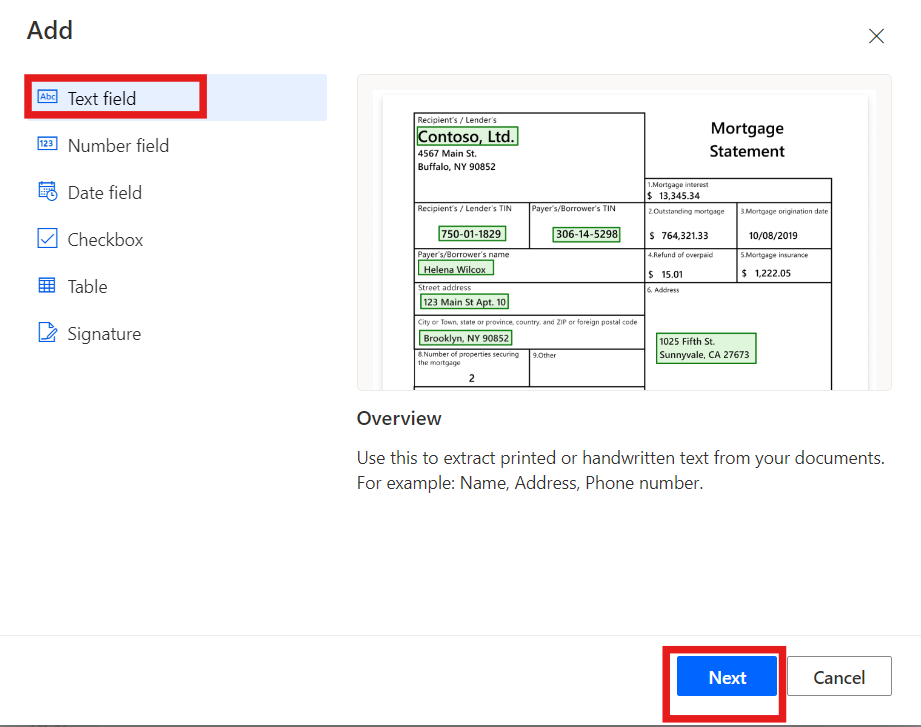 Add
Abc Text field
123 Number field
Date field
Checkbox
Table
Signature
Recipient's / Lender's
Contoso, Ltd.
4567 Main St.
Buffalo, NY 90852
Mortgage
Statement
1.Mortgage interest
$ 13,345.34
Recipient's / Lender's TIN
750-01-1829
Payer's/Borrower's TIN
306-14-5298
2.Outstanding mortgage
$ 764,321.33
3.Mortgage origination date
10/08/2019
Payer's/Borrower's name
Helena Wilcox
4.Refund of overpaid
$ 15.01
5.Mortgage insurance
$ 1,222.05
Street address
123 Main St Apt. 10
6. Address
1025 Fifth St.
Sunnyvale, CA 27673
City or Town, state or province, country, and ZIP or foreign postal code
Brooklyn, NY 90852
8.Number of properties securing
the mortgage
2
9.Other
Overview
Use this to extract printed or handwritten text from your documents.
For example: Name, Address, Phone number.
Next
Cancel